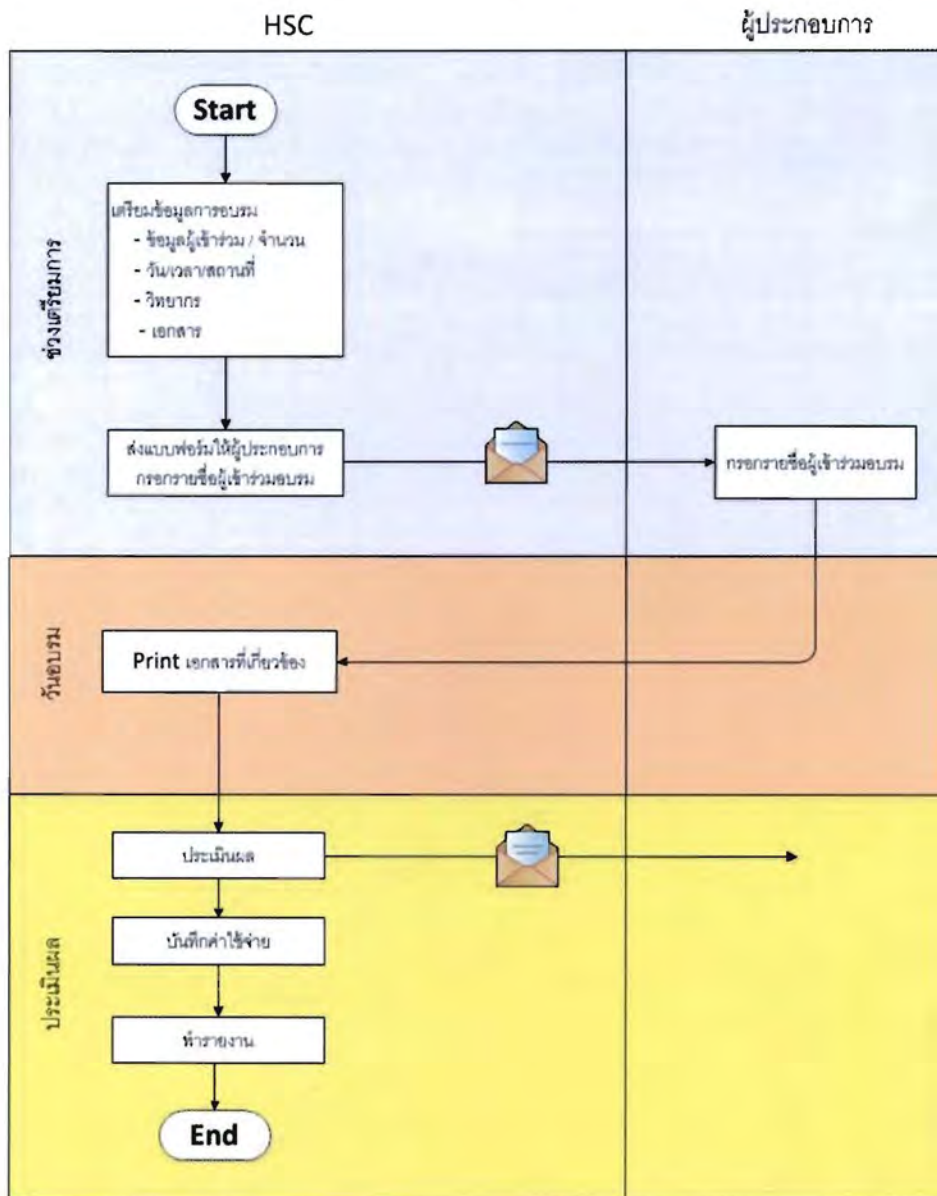 HSC
ผู้ประกอบการ
Start
ช่วงเตรียมการ
เตรียมข้อมูลการอบรม
- ข้อมูลผู้เข้าร่วม / จำนวน
- วัน/เวลา/สถานที่
- วิทยากร
- เอกสาร
ส่งแบบฟอร์มให้ผู้ประกอบการ
กรอกรายชื่อผู้เข้าร่วมอบรม
กรอกรายชื่อผู้เข้าร่วมอบรม
วันอบรม
Print เอกสารที่เกี่ยวข้อง
ประเมินผล
ประเมินผล
บันทึกค่าใช้จ่าย
ทำรายงาน
End